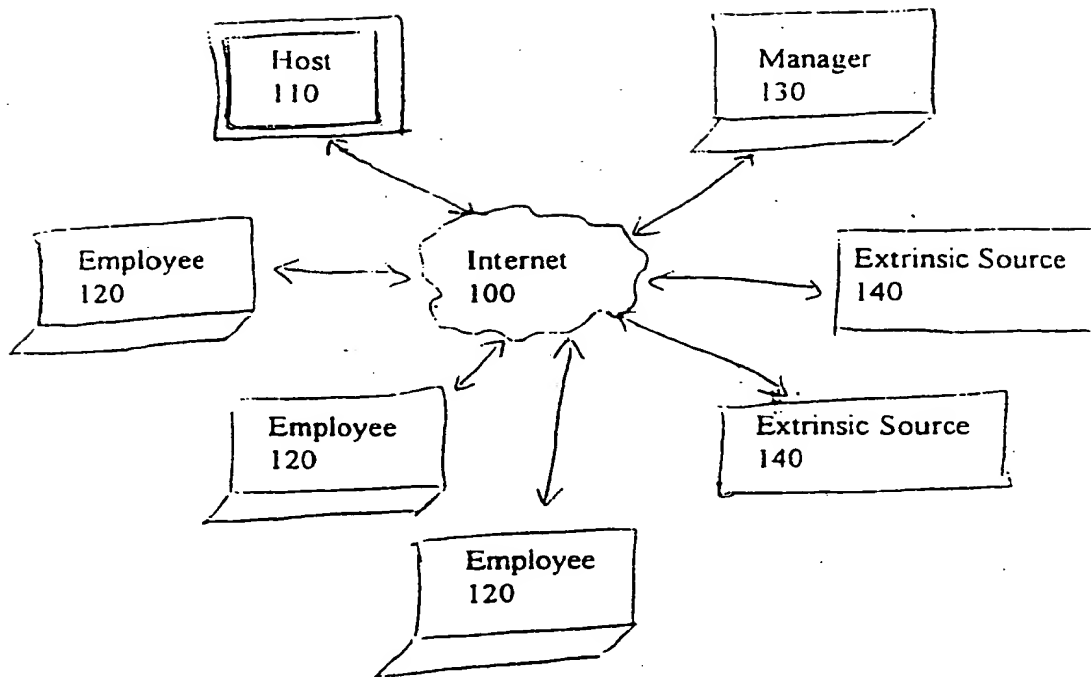 Host
110
Manager
130
Employee
120
Internet
100
Extrinsic Source
140
Employee
120
Extrinsic Source
140
Employee
120